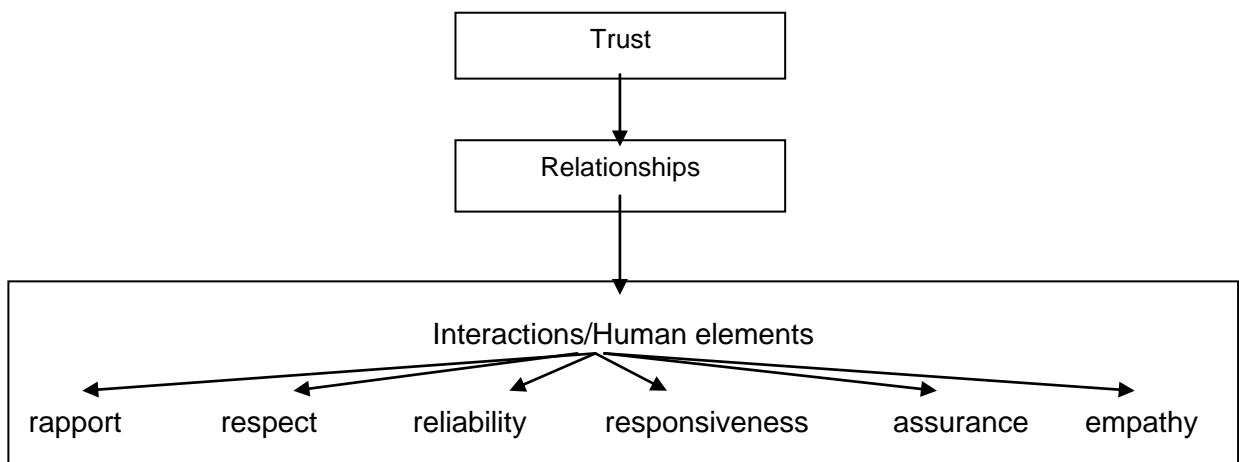 Trust
Relationships
Interactions/Human elements
rapport respect reliability responsiveness assurance empathy